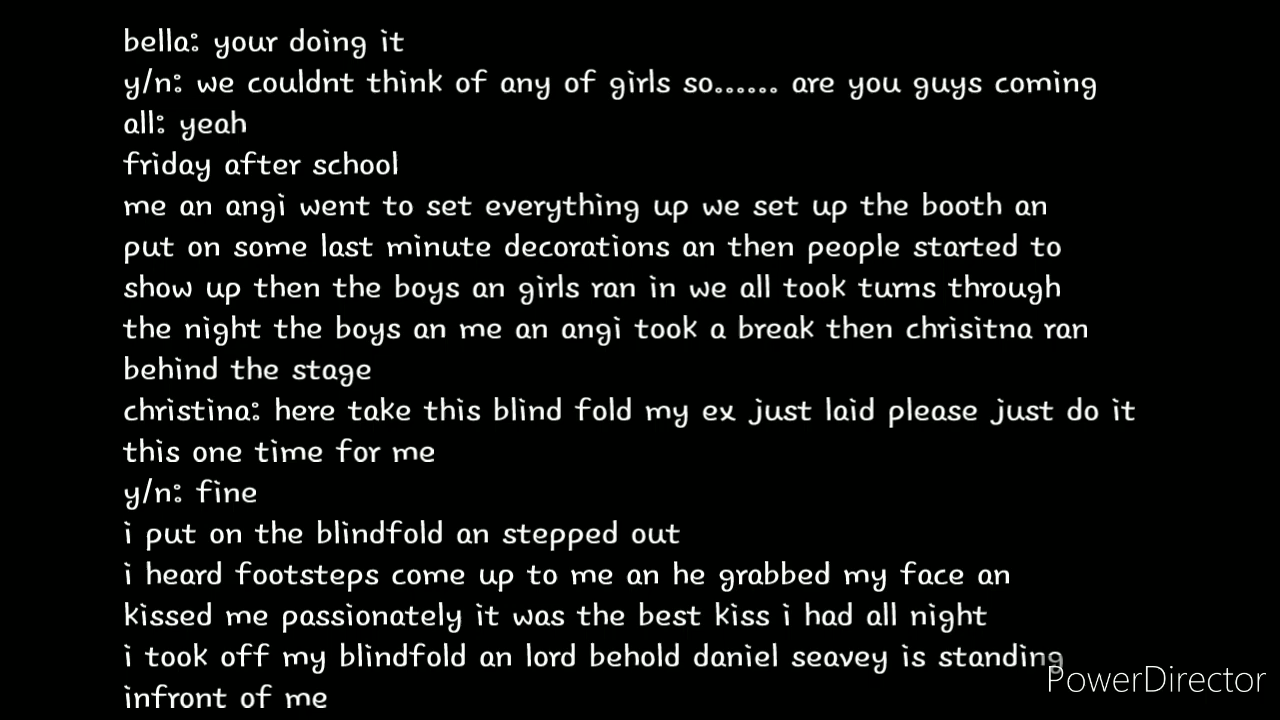 bella: your doing it
y/n: we couldnt think of any of girls so...... are you guys coming
all: yeah
friday after school
me an angi went to set everything up we set up the booth an
put on some last minute decorations an then people started to
show up then the boys an girls ran in we all took turns through
the night the boys an me an angi took a break then chrisitna ran
behind the stage
christina: here take this blind fold my ex just laid please just do it
this one time for me
y/n: fine
i put on the blindfold an stepped out
i heard footsteps come up to me an he grabbed my face an
kissed me passionately it was the best kiss i had all night
i took off my blindfold an lord behold daniel seavey is standing
infront of me
PowerDirector